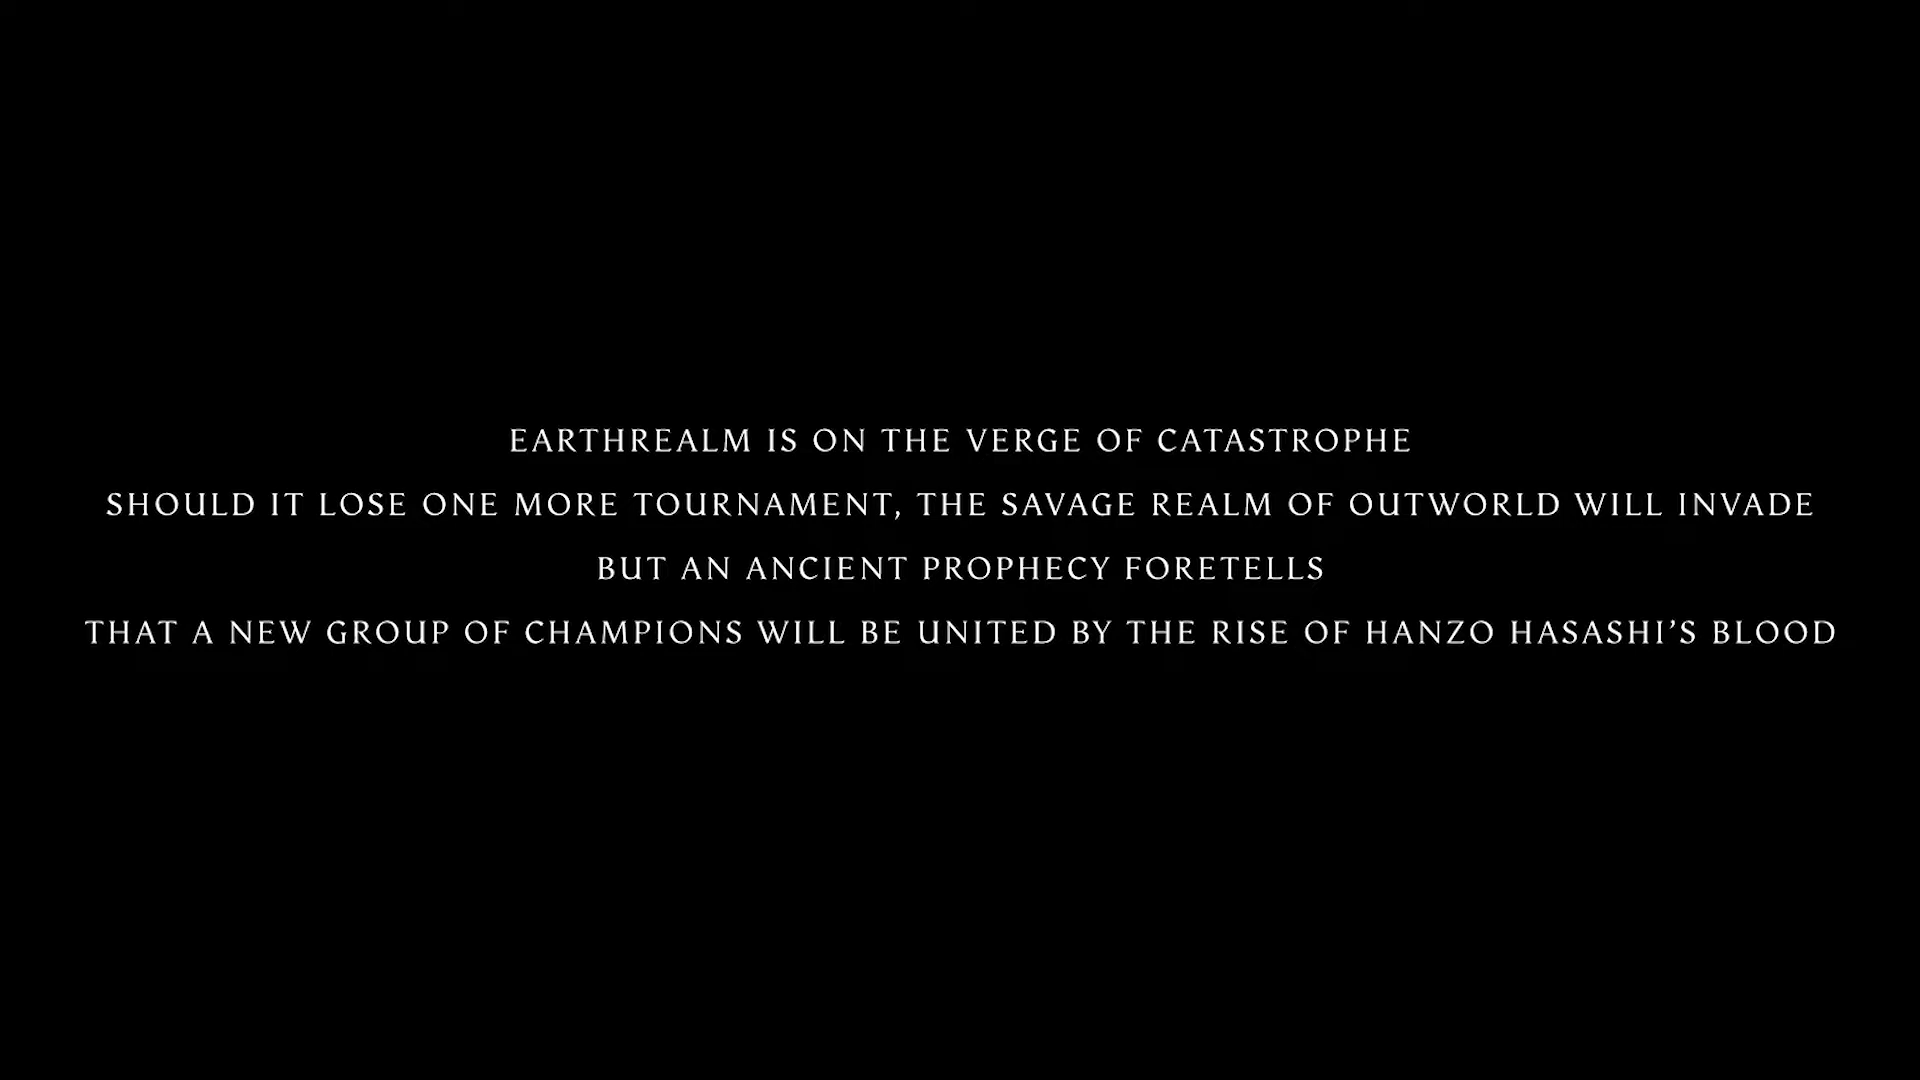 EARTHREALM IS ON THE VERGE OF CATASTROPHE
SHOULD IT LOSE ONE MORE TOURNAMENT, THE SAVAGE REALM OF OUTWORLD WILL INVADE
BUT AN ANCIENT PROPHECY FORETELLS
THAT A NEW GROUP OF CHAMPIONS WILL BE UNITED BY THE RISE OF HANZO HASASHI’S BLOOD